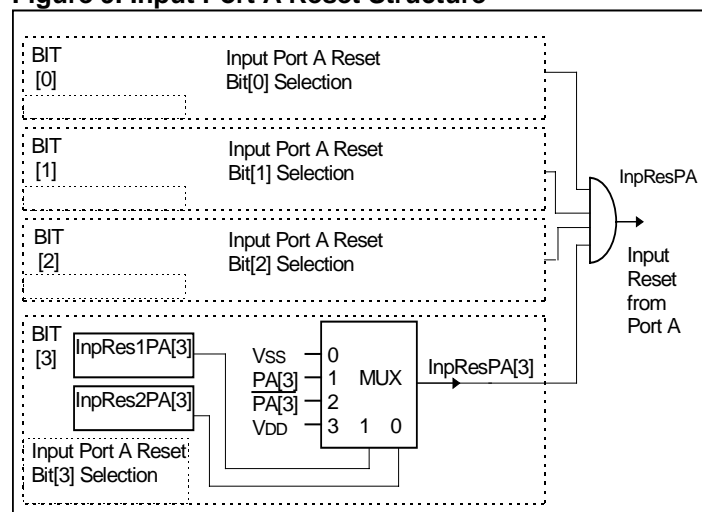 Figure 9. Input Port A Reset Structure
BIT
[0]
Input Port A Reset
Bit[0] Selection
BIT
[1]
Input Port A Reset
Bit[1] Selection
BIT
[2]
Input Port A Reset
Bit[2] Selection
InpResPA
Input
Reset
from
Port A
BIT
[3]
InpRes1PA[3]
InpRes2PA[3]
VSS 0
PA[3] 1 MUX
PA[3] 2
VDD 3 1 0
InpResPA[3]
Input Port A Reset
Bit[3] Selection